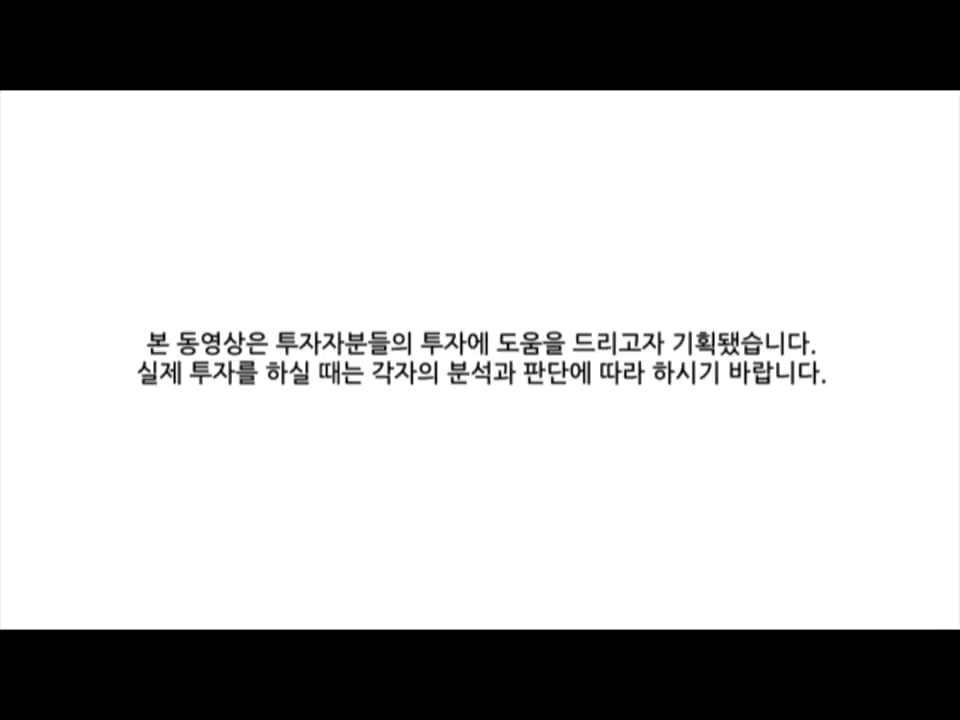 본 동영상은 투자자분들의 투자에 도움을 드리고자 기획됐습니다.
실제 투자를 하실 때는 각자의 분석과 판단에 따라 하시기 바랍니다.